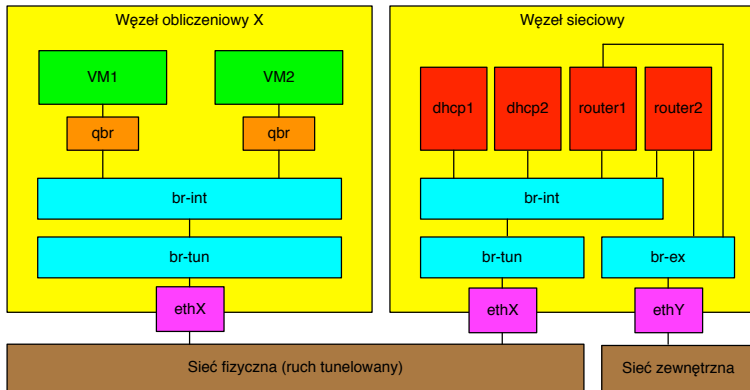 Węzeł obliczeniowy X
VM1
VM2
qbr
qbr
br-int
br-tun
ethX
Węzeł sieciowy
dhcp1
dhcp2
router1
router2
br-int
br-tun
br-ex
ethX
ethY
Sieć fizyczna (ruch tunelowany)
Sieć zewnętrzna